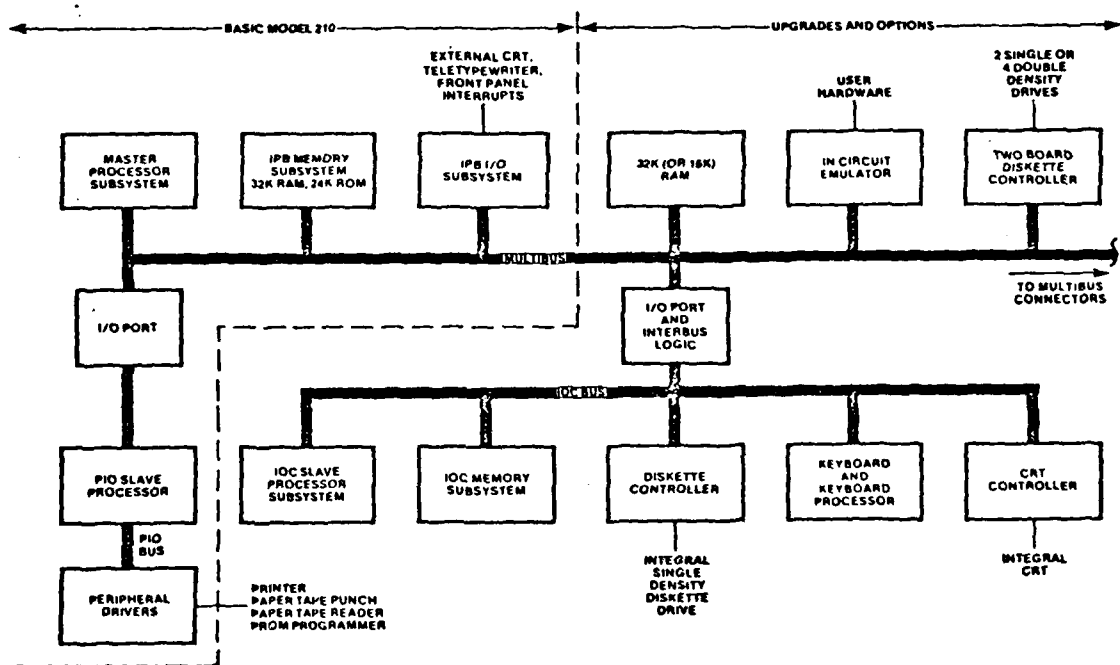 BASIC MODEL 210
UPGRADES AND OPTIONS
EXTERNAL CRT,
TELETYPEWRITER,
FRONT PANEL
INTERRUPTS
USER
HARDWARE
2 SINGLE OR
4 DOUBLE
DENSITY
DRIVES
MASTER
PROCESSOR
SUBSYSTEM
IPB MEMORY
SUBSYSTEM
32K RAM, 24K ROM
IPB I/O
SUBSYSTEM
32K (OR 16K)
RAM
IN CIRCUIT
EMULATOR
TWO BOARD
DISKETTE
CONTROLLER
MULTIBUS
TO MULTIBUS
CONNECTORS
I/O PORT
I/O PORT
AND
INTERBUS
LOGIC
IOC BUS
PIO SLAVE
PROCESSOR
IOC SLAVE
PROCESSOR
SUBSYSTEM
IOC MEMORY
SUBSYSTEM
DISKETTE
CONTROLLER
KEYBOARD
AND
KEYBOARD
PROCESSOR
CRT
CONTROLLER
PIO
BUS
INTEGRAL
SINGLE
DENSITY
DISKETTE
DRIVE
INTEGRAL
CRT
PERIPHERAL
DRIVERS
PRINTER
PAPER TAPE PUNCH
PAPER TAPE READER
PROM PROGRAMMER